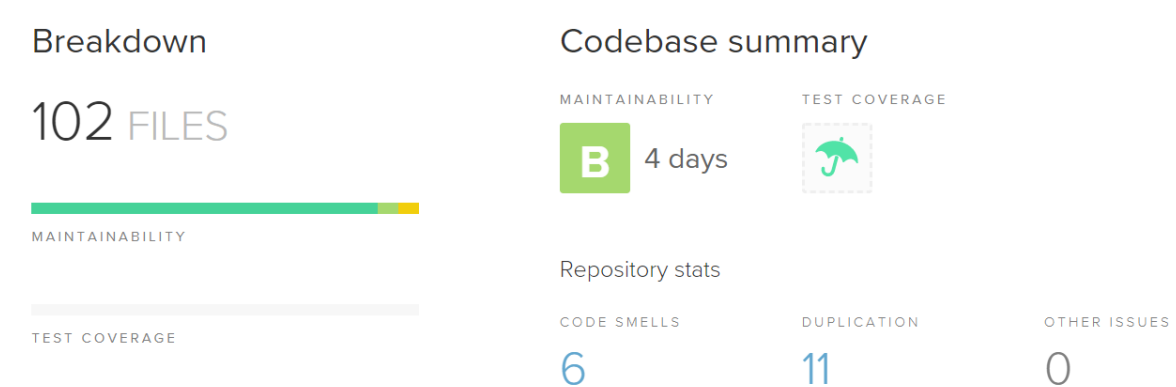 Breakdown
102 FILES
MAINTAINABILITY
TEST COVERAGE
Codebase summary
MAINTAINABILITY
TEST COVERAGE
B 4 days
Repository stats
CODE SMELLS
DUPLICATION
OTHER ISSUES
6
11
0